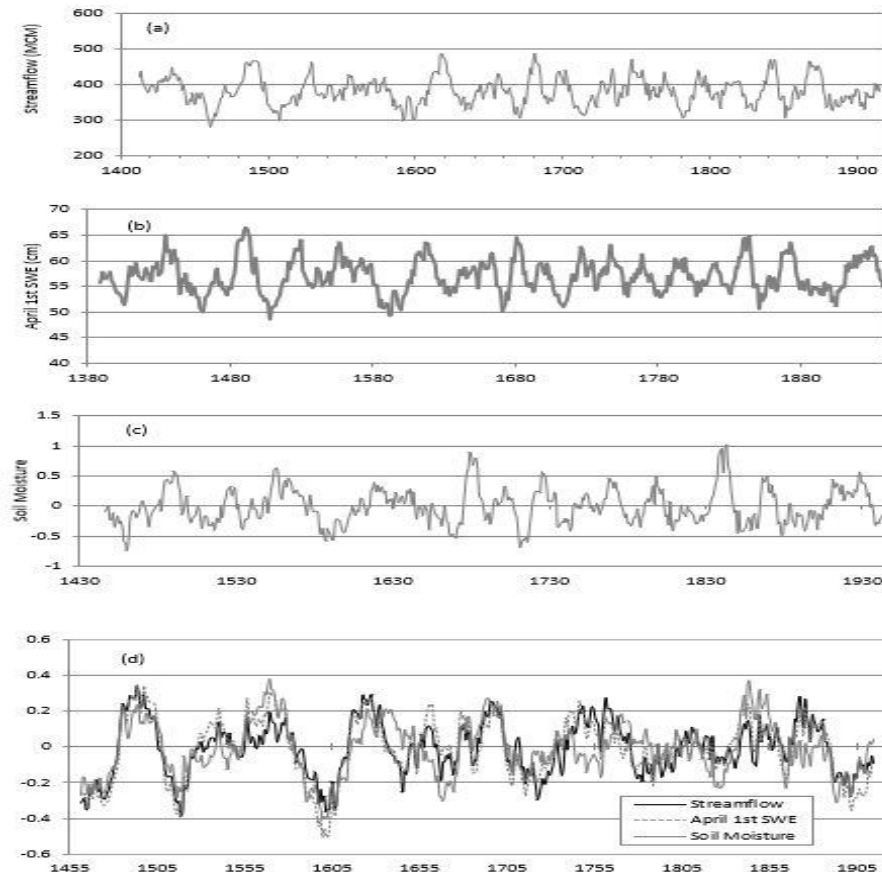 (a)
Streamflow (MCM)
600
500
400
300
200
1400 1500 1600 1700 1800 1900
(b)
April 1st SWE (cm)
70
65
60
55
50
45
40
1380 1480 1580 1680 1780 1880
(c)
Soil Moisture
1.5
1
0.5
0
-0.5
-1
1430 1530 1630 1730 1830 1930
(d)
0.6
0.4
0.2
0
-0.2
-0.4
-0.6
Streamflow
April 1st SWE
Soil Moisture
1455 1505 1555 1605 1655 1705 1755 1805 1855 1905